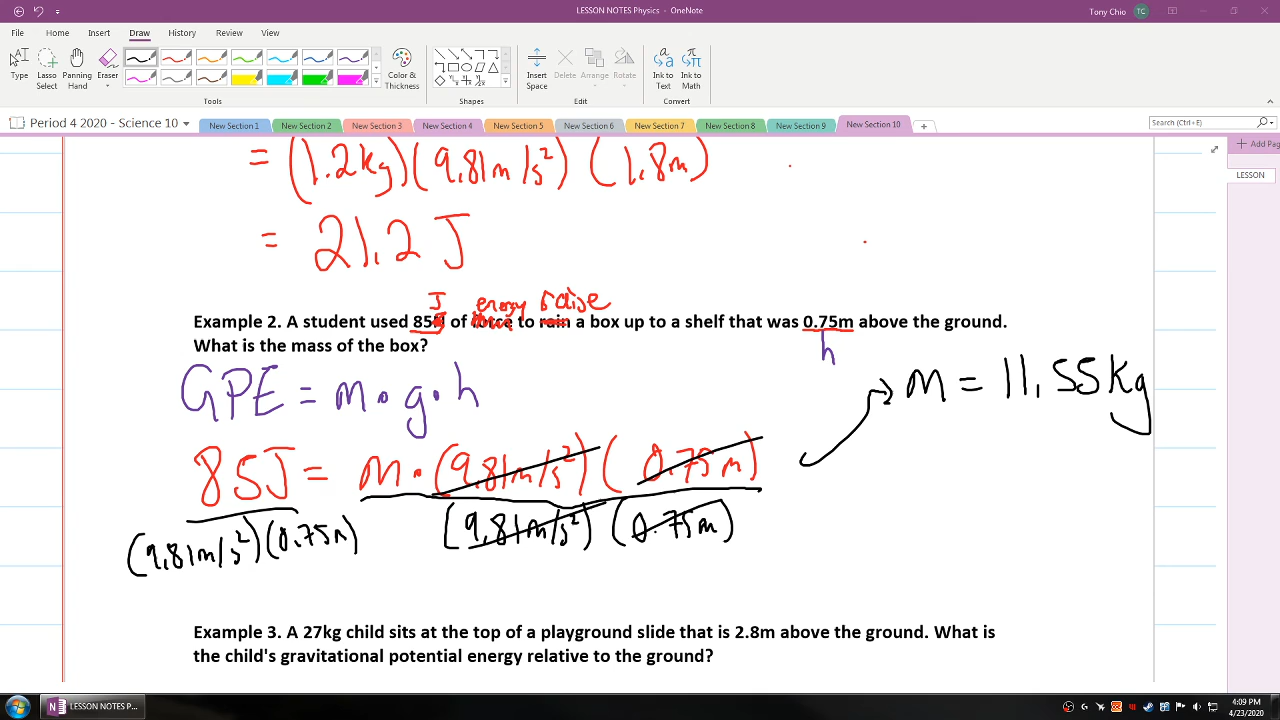 LESSON NOTES Physics - OneNote
Tony Chio TC
File Home Insert Draw History Review View
Type Lasso Select Panning Hand Eraser Color & Thickness Insert Space Delete Arrange Rotate Ink to Text Ink to Math
Tools Shapes Edit Convert
Period 4 2020 - Science 10 New Section 1 New Section 2 New Section 3 New Section 4 New Section 5 New Section 6 New Section 7 New Section 8 New Section 9 New Section 10 Search (Ctrl+E)
Add Pag
LESSON
= (1.2kg)(9.81m/s²)(1.8m)
= 21.2 J
J energy raise
Example 2. A student used 85 of force to a box up to a shelf that was 0.75m above the ground.
What is the mass of the box?
h
GPE = m·g·h
m = 11.55kg
85J = m·(9.81m/s²)(0.75m)
(9.81m/s²)(0.75m) (9.81m/s²)(0.75m)
Example 3. A 27kg child sits at the top of a playground slide that is 2.8m above the ground. What is
the child's gravitational potential energy relative to the ground?
LESSON NOTES P...
4:09 PM
4/23/2020